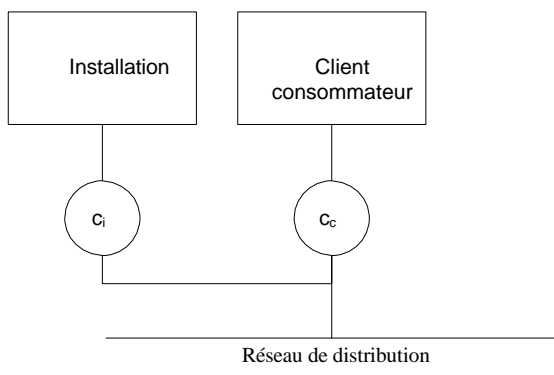 Installation
Client
consommateur
ci
cc
Réseau de distribution